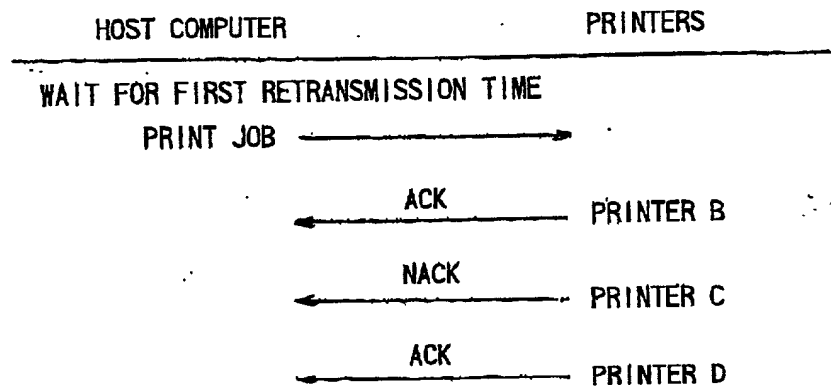 HOST COMPUTER PRINTERS
WAIT FOR FIRST RETRANSMISSION TIME
PRINT JOB
ACK
PRINTER B
NACK
PRINTER C
ACK
PRINTER D